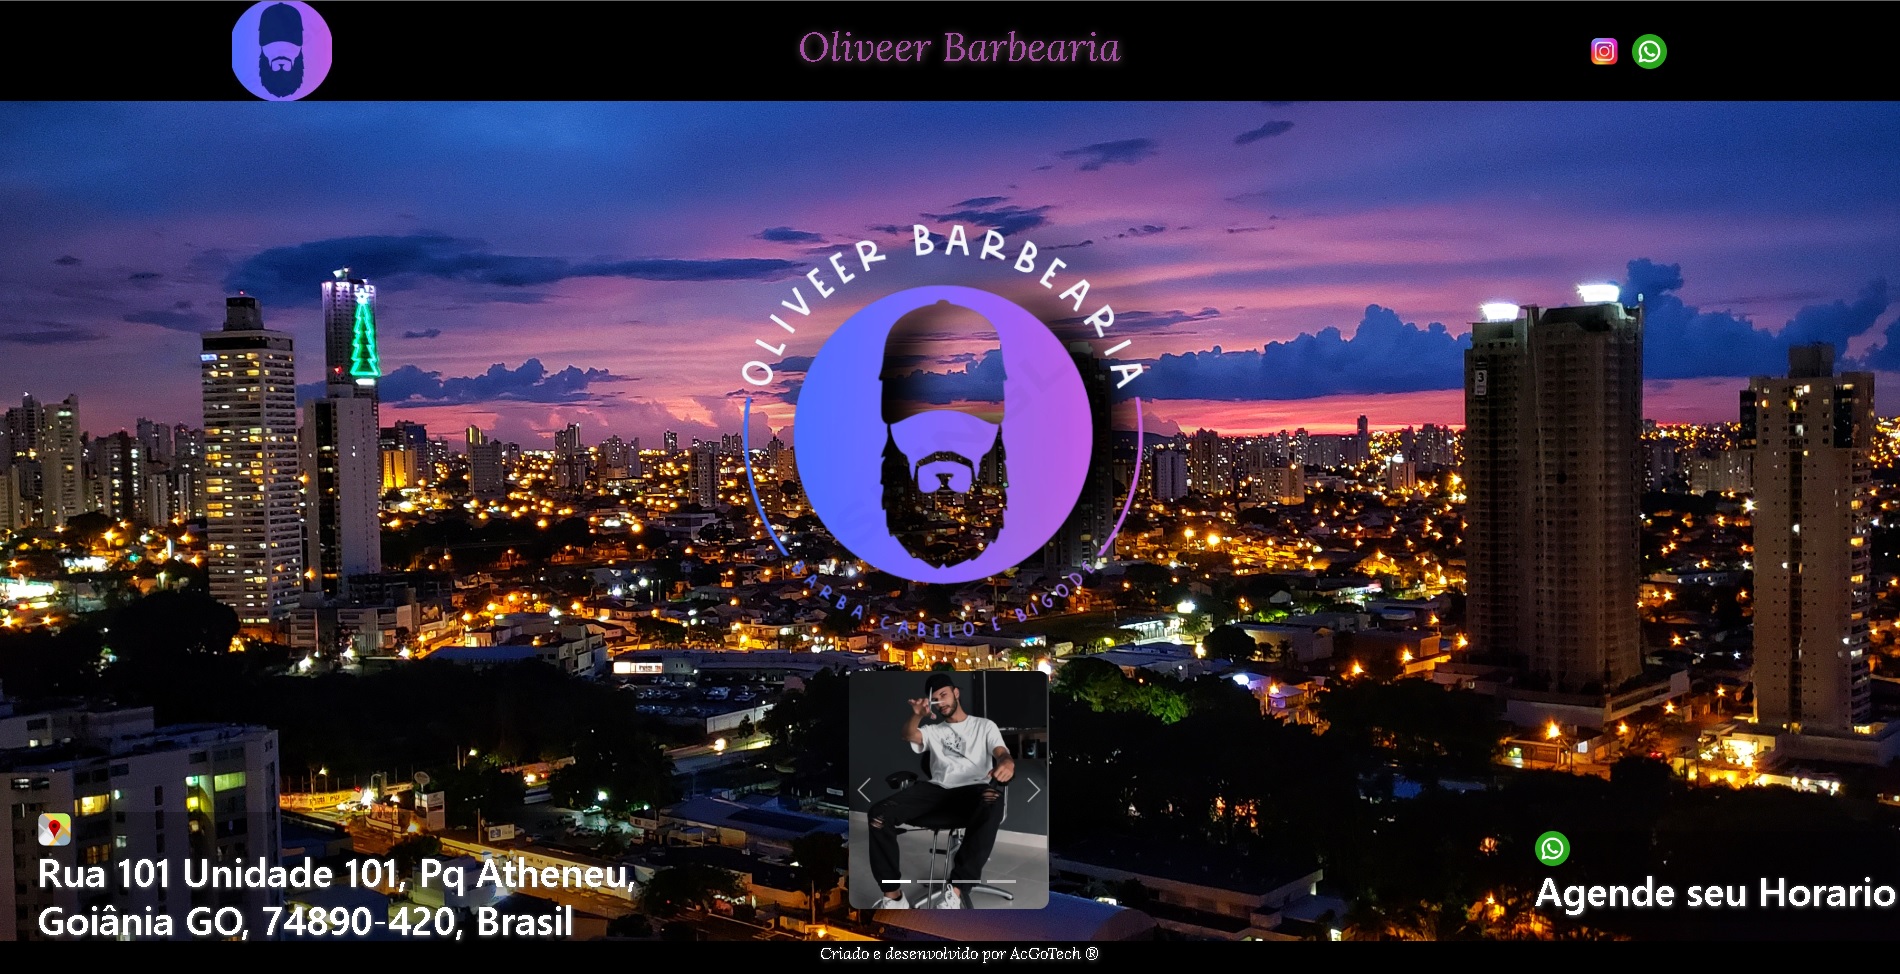 Oliveer Barbearia
OLIVEER BARBEARIA
BARBA CABELO E BIGODE
Rua 101 Unidade 101, Pq Atheneu,
Goiânia GO, 74890-420, Brasil
Agende seu Horario
Criado e desenvolvido por AcGoTech ®